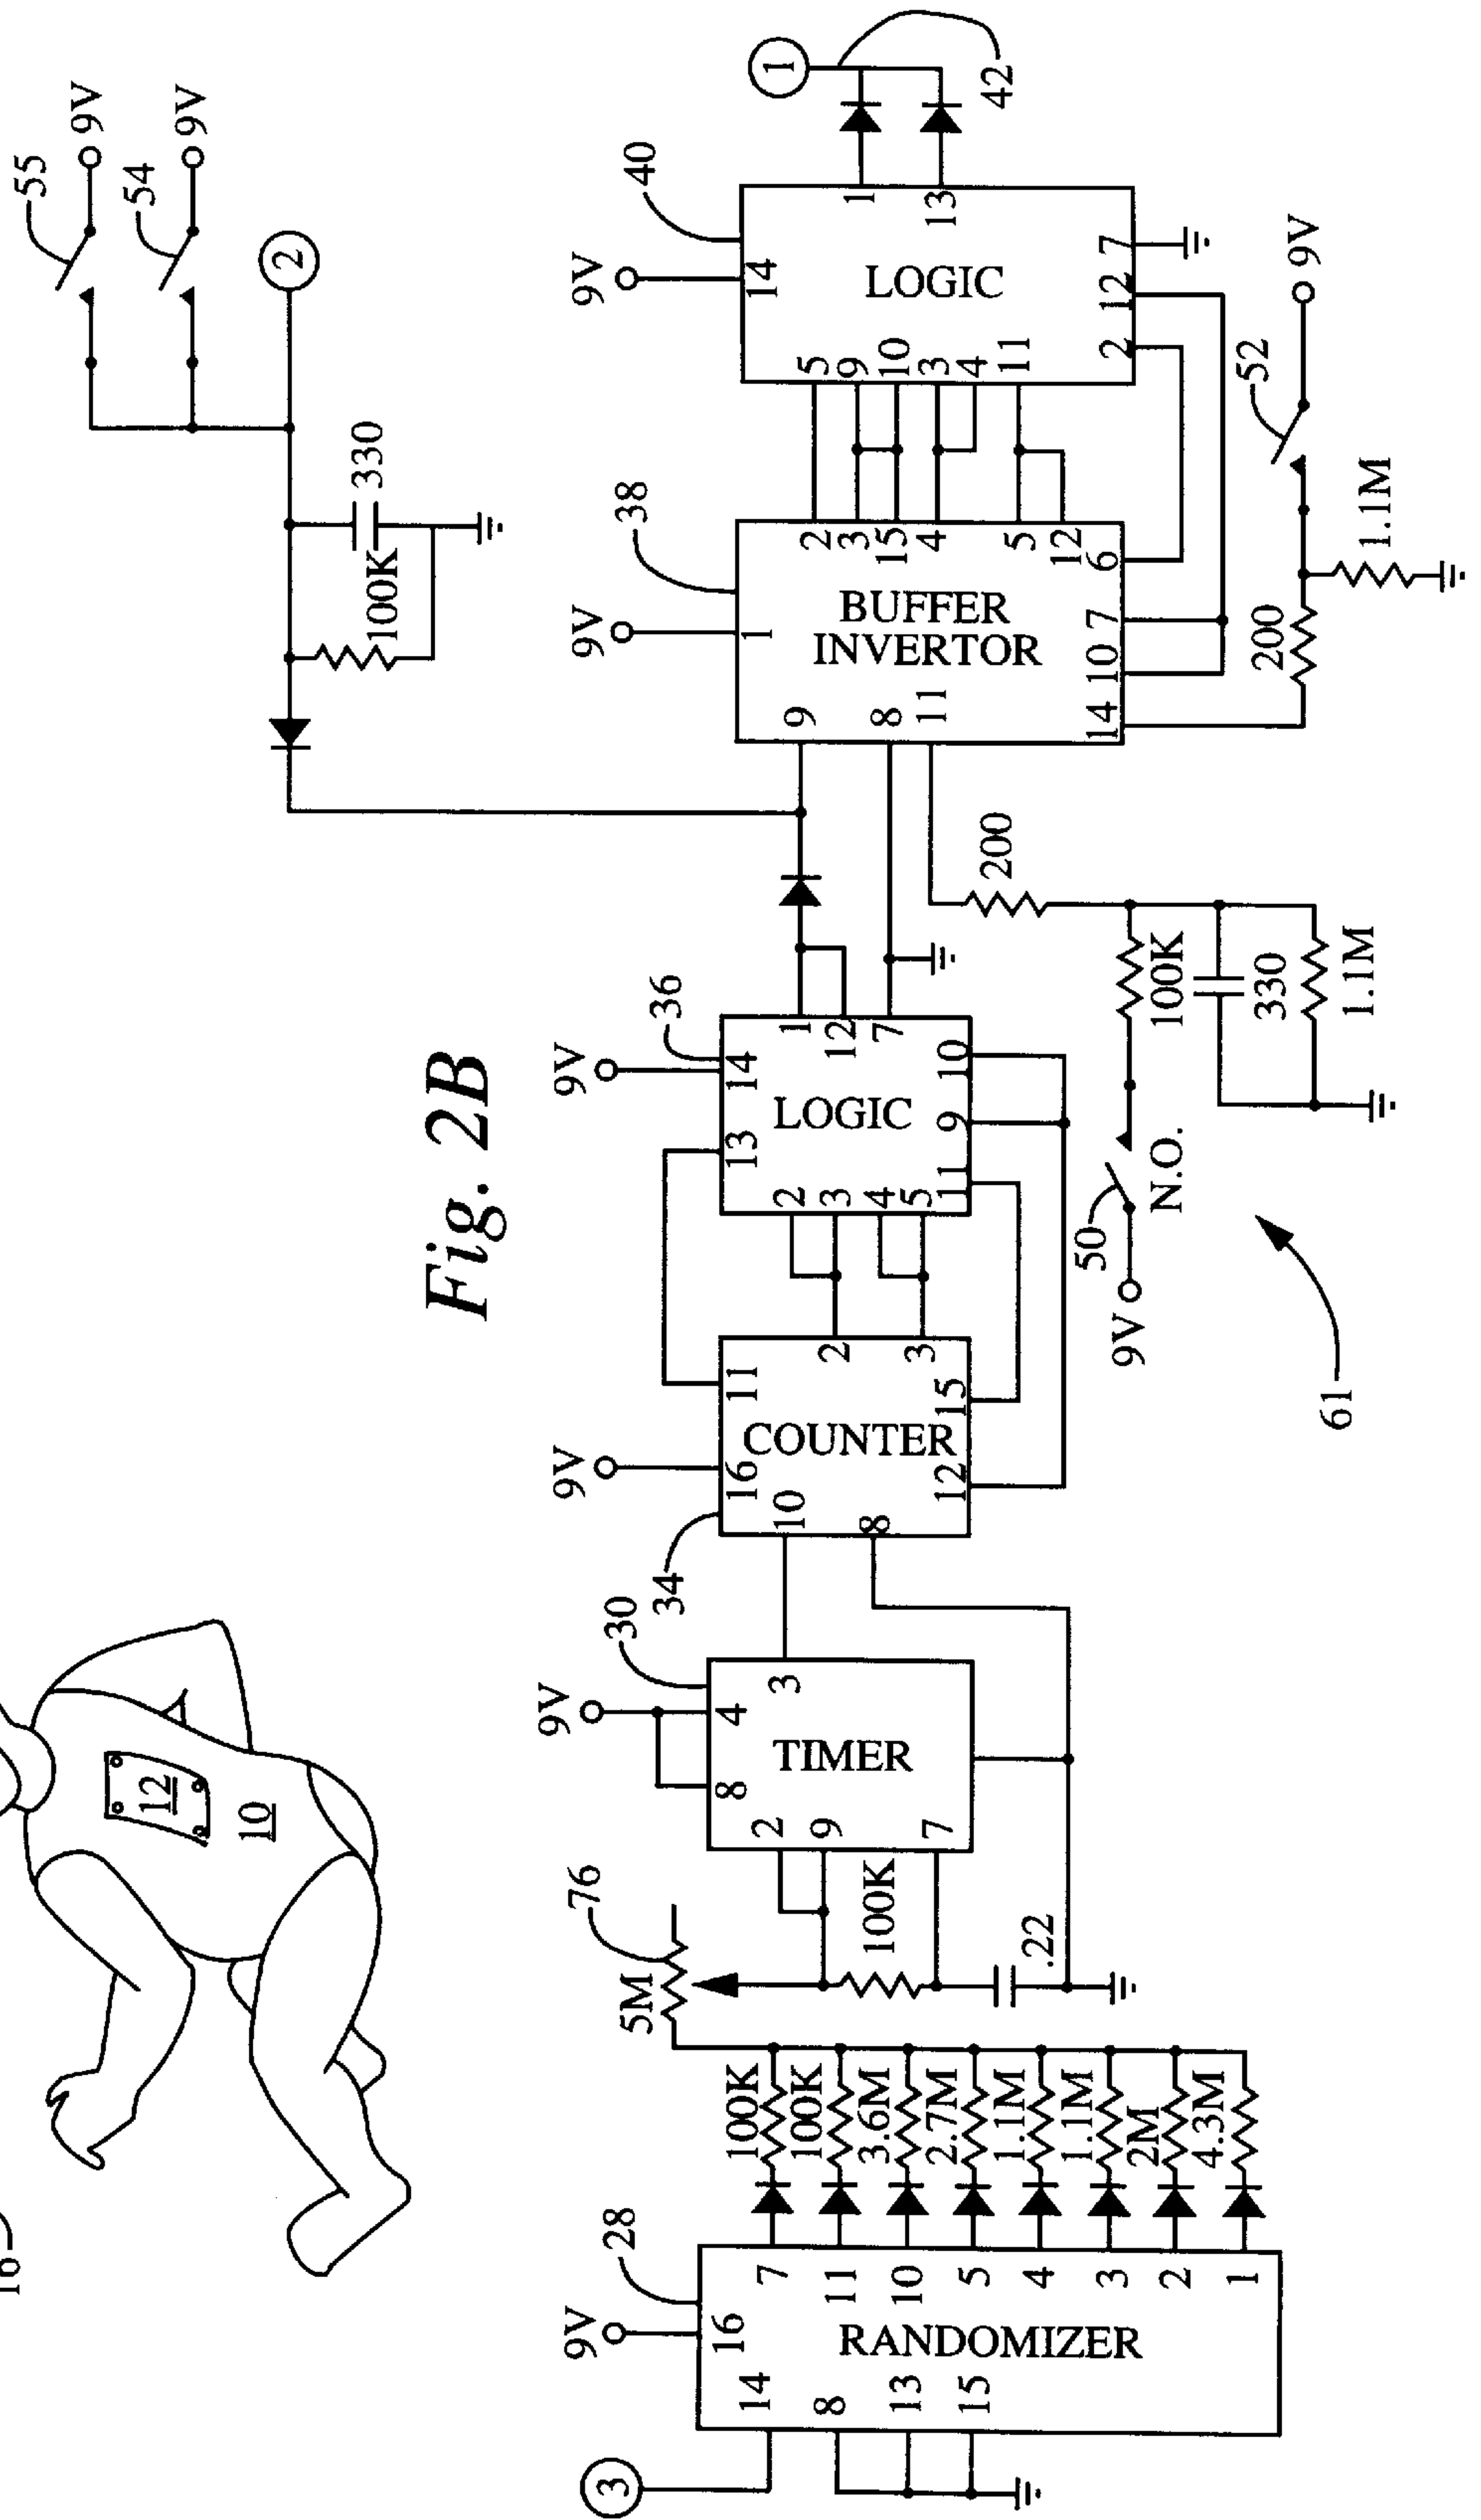 Fig. 2B
16
12
10
3
9V
28
16
14
8
13
15
RANDOMIZER
7
11
10
5
4
3
2
1
100K
100K
3.6M
2.7M
1.1M
1.1M
2M
4.3M
5M
76
100K
.22
9V
30
8
4
2
9
7
3
TIMER
9V
34
16
11
10
8
COUNTER
2
3
12
15
9V
36
13
14
2
3
4
5
LOGIC
1
12
7
11
9
10
9V
50
N.O.
61
200
100K
330
1.1M
9V
38
1
9
8
11
BUFFER
INVERTOR
2
3
15
4
5
12
14
10
7
6
200
1.1M
52
9V
9V
40
14
5
9
10
3
4
11
LOGIC
1
13
2
12
7
42
1
100K
330
2
54
9V
55
9V